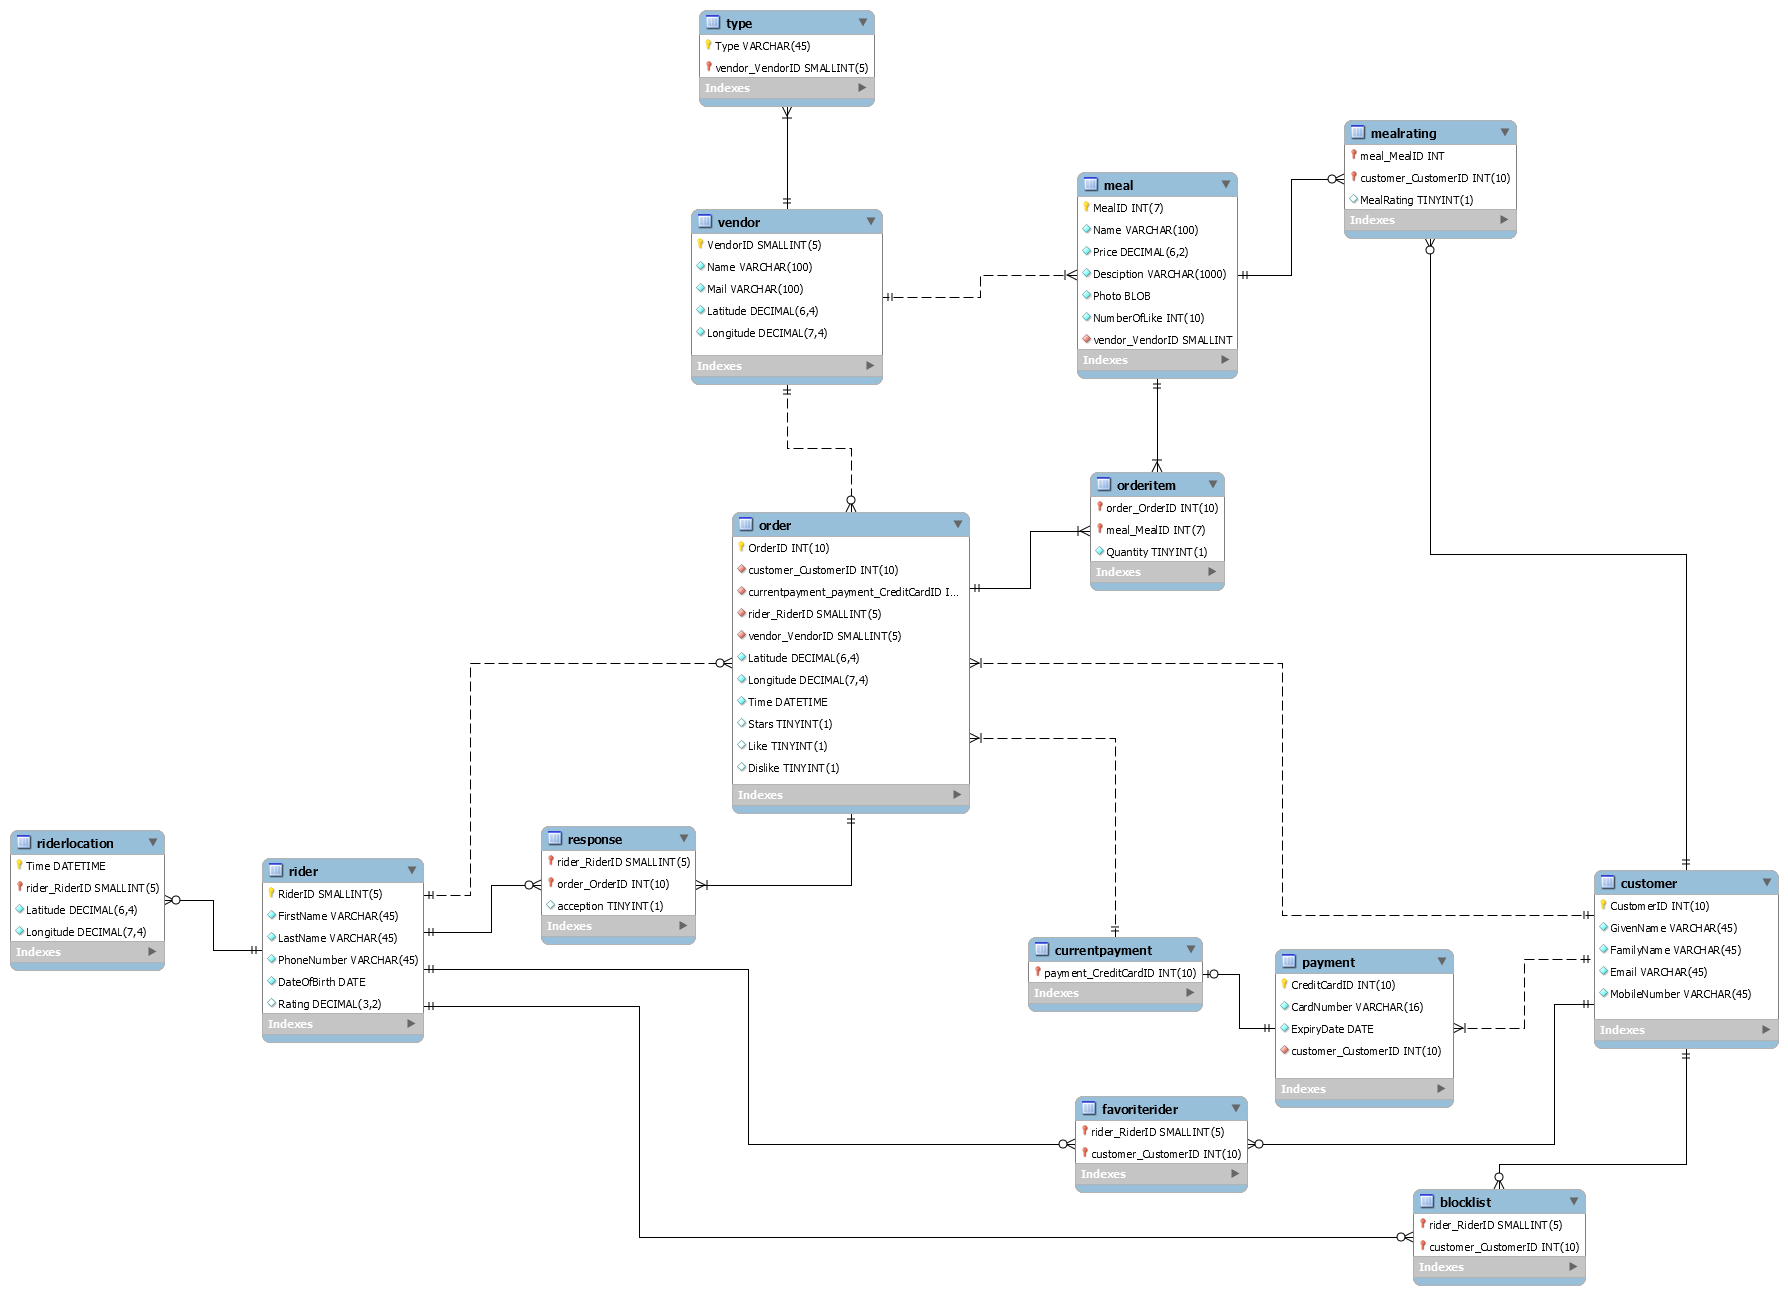 type
Type VARCHAR(45)
vendor_VendorID SMALLINT(5)
Indexes
mealrating
meal_MealID INT
customer_CustomerID INT(10)
MealRating TINYINT(1)
Indexes
meal
MealID INT(7)
Name VARCHAR(100)
Price DECIMAL(6,2)
Desciption VARCHAR(1000)
Photo BLOB
NumberOfLike INT(10)
vendor_VendorID SMALLINT
Indexes
vendor
VendorID SMALLINT(5)
Name VARCHAR(100)
Mail VARCHAR(100)
Latitude DECIMAL(6,4)
Longitude DECIMAL(7,4)
Indexes
orderitem
order_OrderID INT(10)
meal_MealID INT(7)
Quantity TINYINT(1)
Indexes
order
OrderID INT(10)
customer_CustomerID INT(10)
currentpayment_payment_CreditCardID I...
rider_RiderID SMALLINT(5)
vendor_VendorID SMALLINT(5)
Latitude DECIMAL(6,4)
Longitude DECIMAL(7,4)
Time DATETIME
Stars TINYINT(1)
Like TINYINT(1)
Dislike TINYINT(1)
Indexes
riderlocation
Time DATETIME
rider_RiderID SMALLINT(5)
Latitude DECIMAL(6,4)
Longitude DECIMAL(7,4)
Indexes
rider
RiderID SMALLINT(5)
FirstName VARCHAR(45)
LastName VARCHAR(45)
PhoneNumber VARCHAR(45)
DateOfBirth DATE
Rating DECIMAL(3,2)
Indexes
response
rider_RiderID SMALLINT(5)
order_OrderID INT(10)
acception TINYINT(1)
Indexes
customer
CustomerID INT(10)
GivenName VARCHAR(45)
FamilyName VARCHAR(45)
Email VARCHAR(45)
MobileNumber VARCHAR(45)
Indexes
currentpayment
payment_CreditCardID INT(10)
Indexes
payment
CreditCardID INT(10)
CardNumber VARCHAR(16)
ExpiryDate DATE
customer_CustomerID INT(10)
Indexes
favoriterider
rider_RiderID SMALLINT(5)
customer_CustomerID INT(10)
Indexes
blocklist
rider_RiderID SMALLINT(5)
customer_CustomerID INT(10)
Indexes